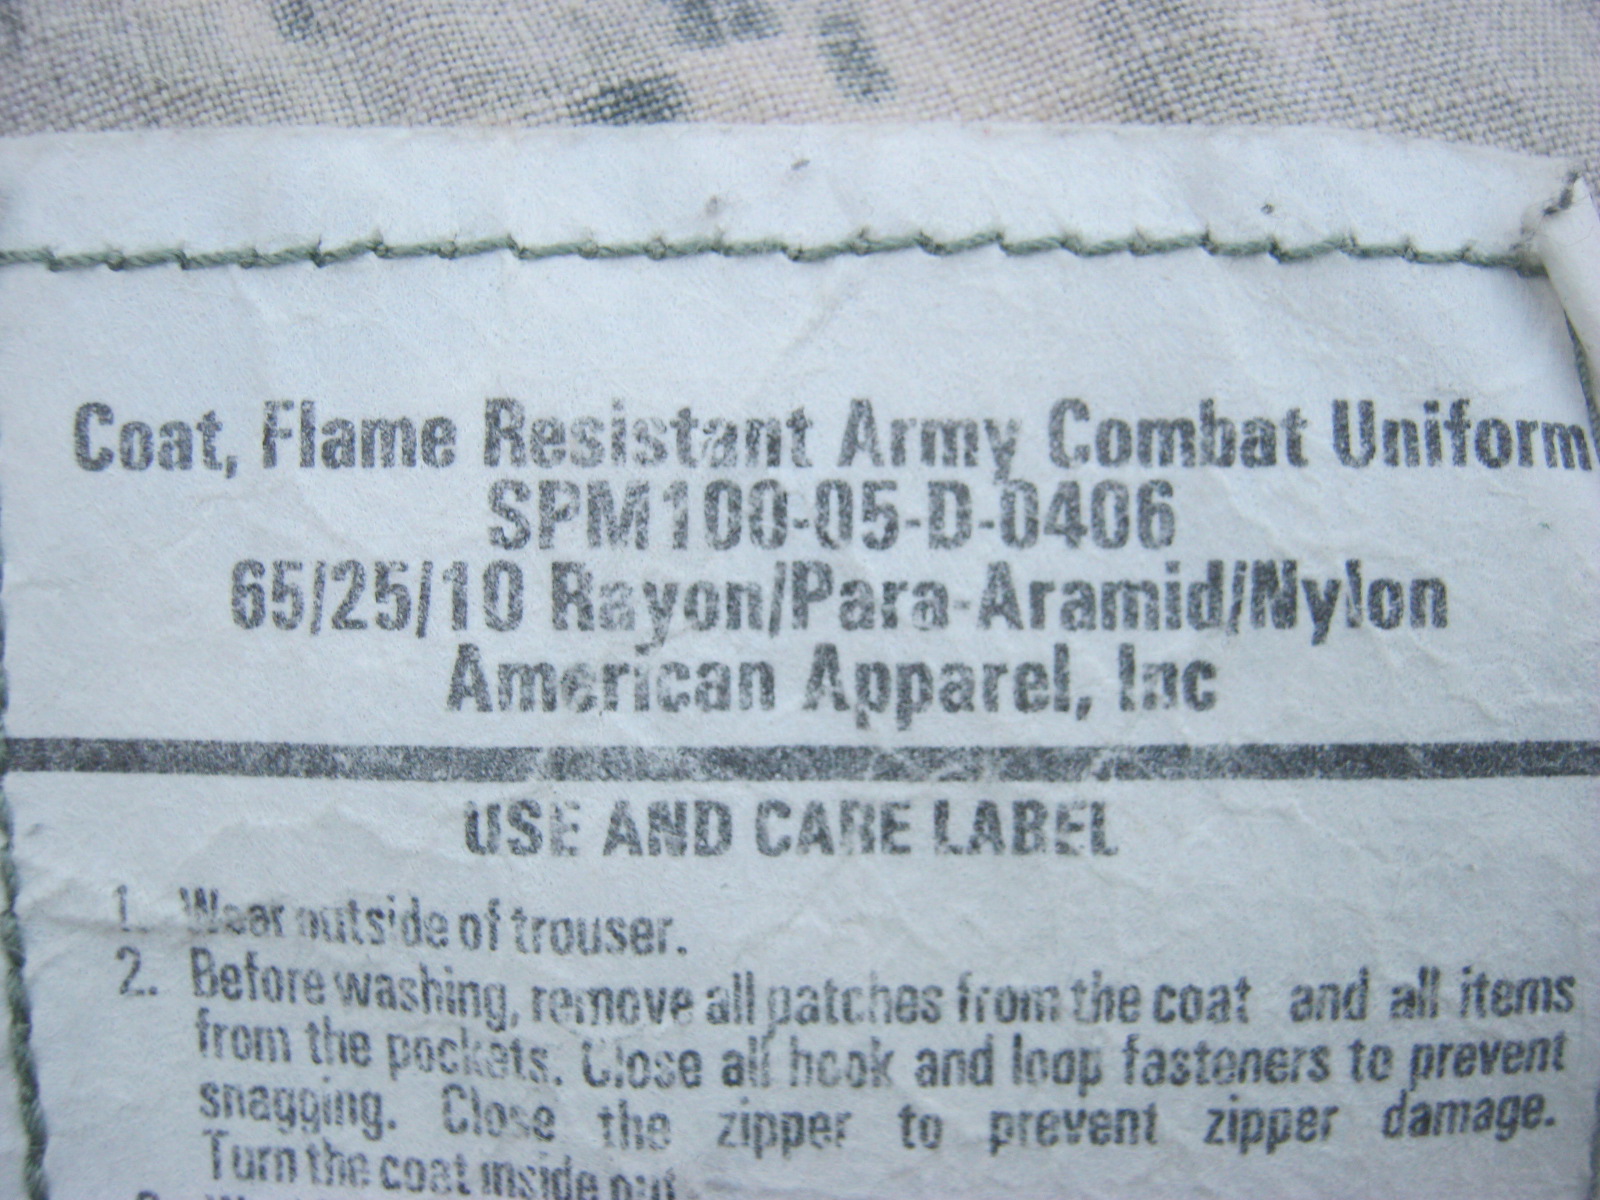 Coat, Flame Resistant Army Combat Uniform
SPM100-05-D-0406
65/25/10 Rayon/Para-Aramid/Nylon
American Apparel, Inc
USE AND CARE LABEL
1. Wear outside of trouser.
2. Before washing, remove all patches from the coat and all items
from the pockets. Close all hook and loop fasteners to prevent
snagging. Close the zipper to prevent zipper damage.
Turn the coat inside out.